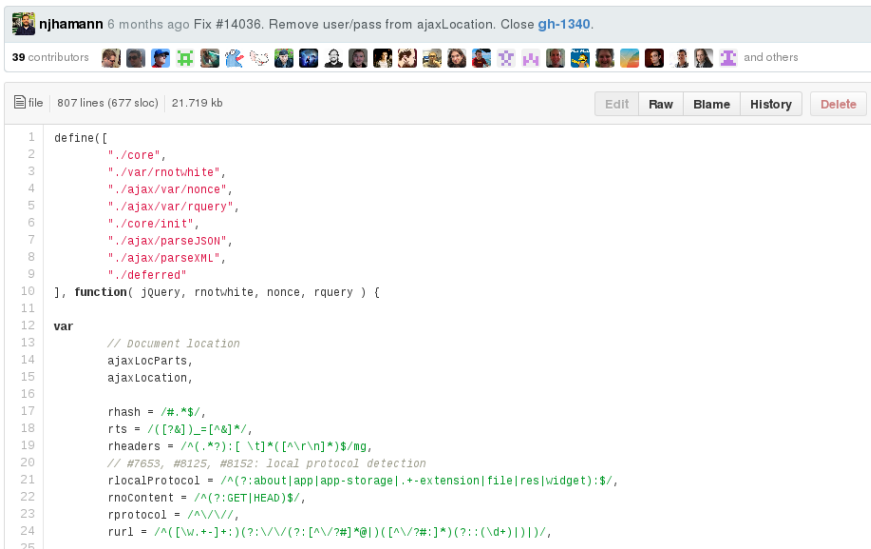 njhamann 6 months ago Fix #14036. Remove user/pass from ajaxLocation. Close gh-1340.
39 contributors and others
file 807 lines (677 sloc) 21.719 kb Edit Raw Blame History Delete
1 define([
2 "./core",
3 "./var/rnotwhite",
4 "./ajax/var/nonce",
5 "./ajax/var/rquery",
6 "./core/init",
7 "./ajax/parseJSON",
8 "./ajax/parseXML",
9 "./deferred"
10 ], function( jQuery, rnotwhite, nonce, rquery ) {
11
12 var
13 // Document location
14 ajaxLocParts,
15 ajaxLocation,
16
17 rhash = /#.*$/,
18 rts = /([?&])_=[^&]*/,
19 rheaders = /^(.*?):[ \t]*([^\r\n]*)$/mg,
20 // #7653, #8125, #8152: local protocol detection
21 rlocalProtocol = /^(?:about|app|app-storage|.+-extension|file|res|widget):$/,
22 rnoContent = /^(?:GET|HEAD)$/,
23 rprotocol = /^\/\//,
24 rurl = /^([\w.+-]+:)(?:\/\/(?:[^\/?#]*@|)([^\/?#:]*)(?::(\d+)|)|)/,
25